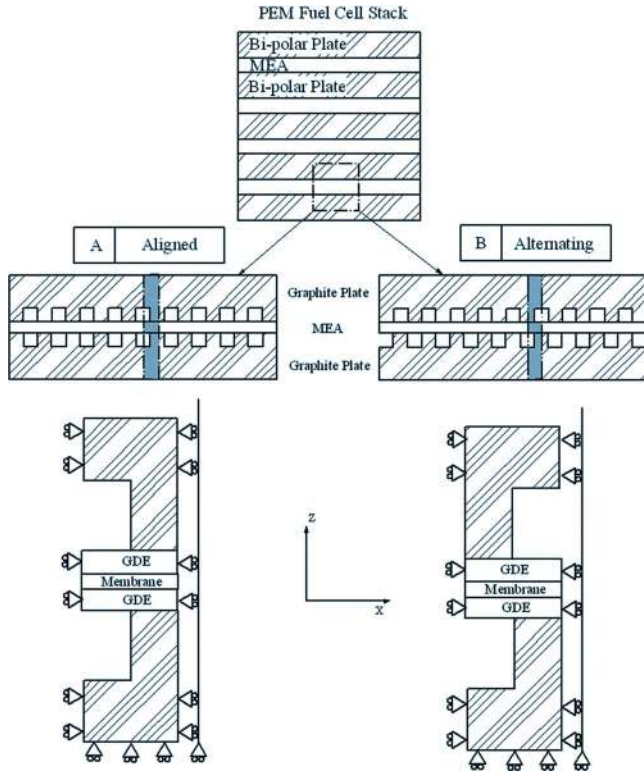 PEM Fuel Cell Stack
Bi-polar Plate
MEA
Bi-polar Plate
A Aligned
B Alternating
Graphite Plate
MEA
Graphite Plate
GDE
Membrane
GDE
z
x
GDE
Membrane
GDE